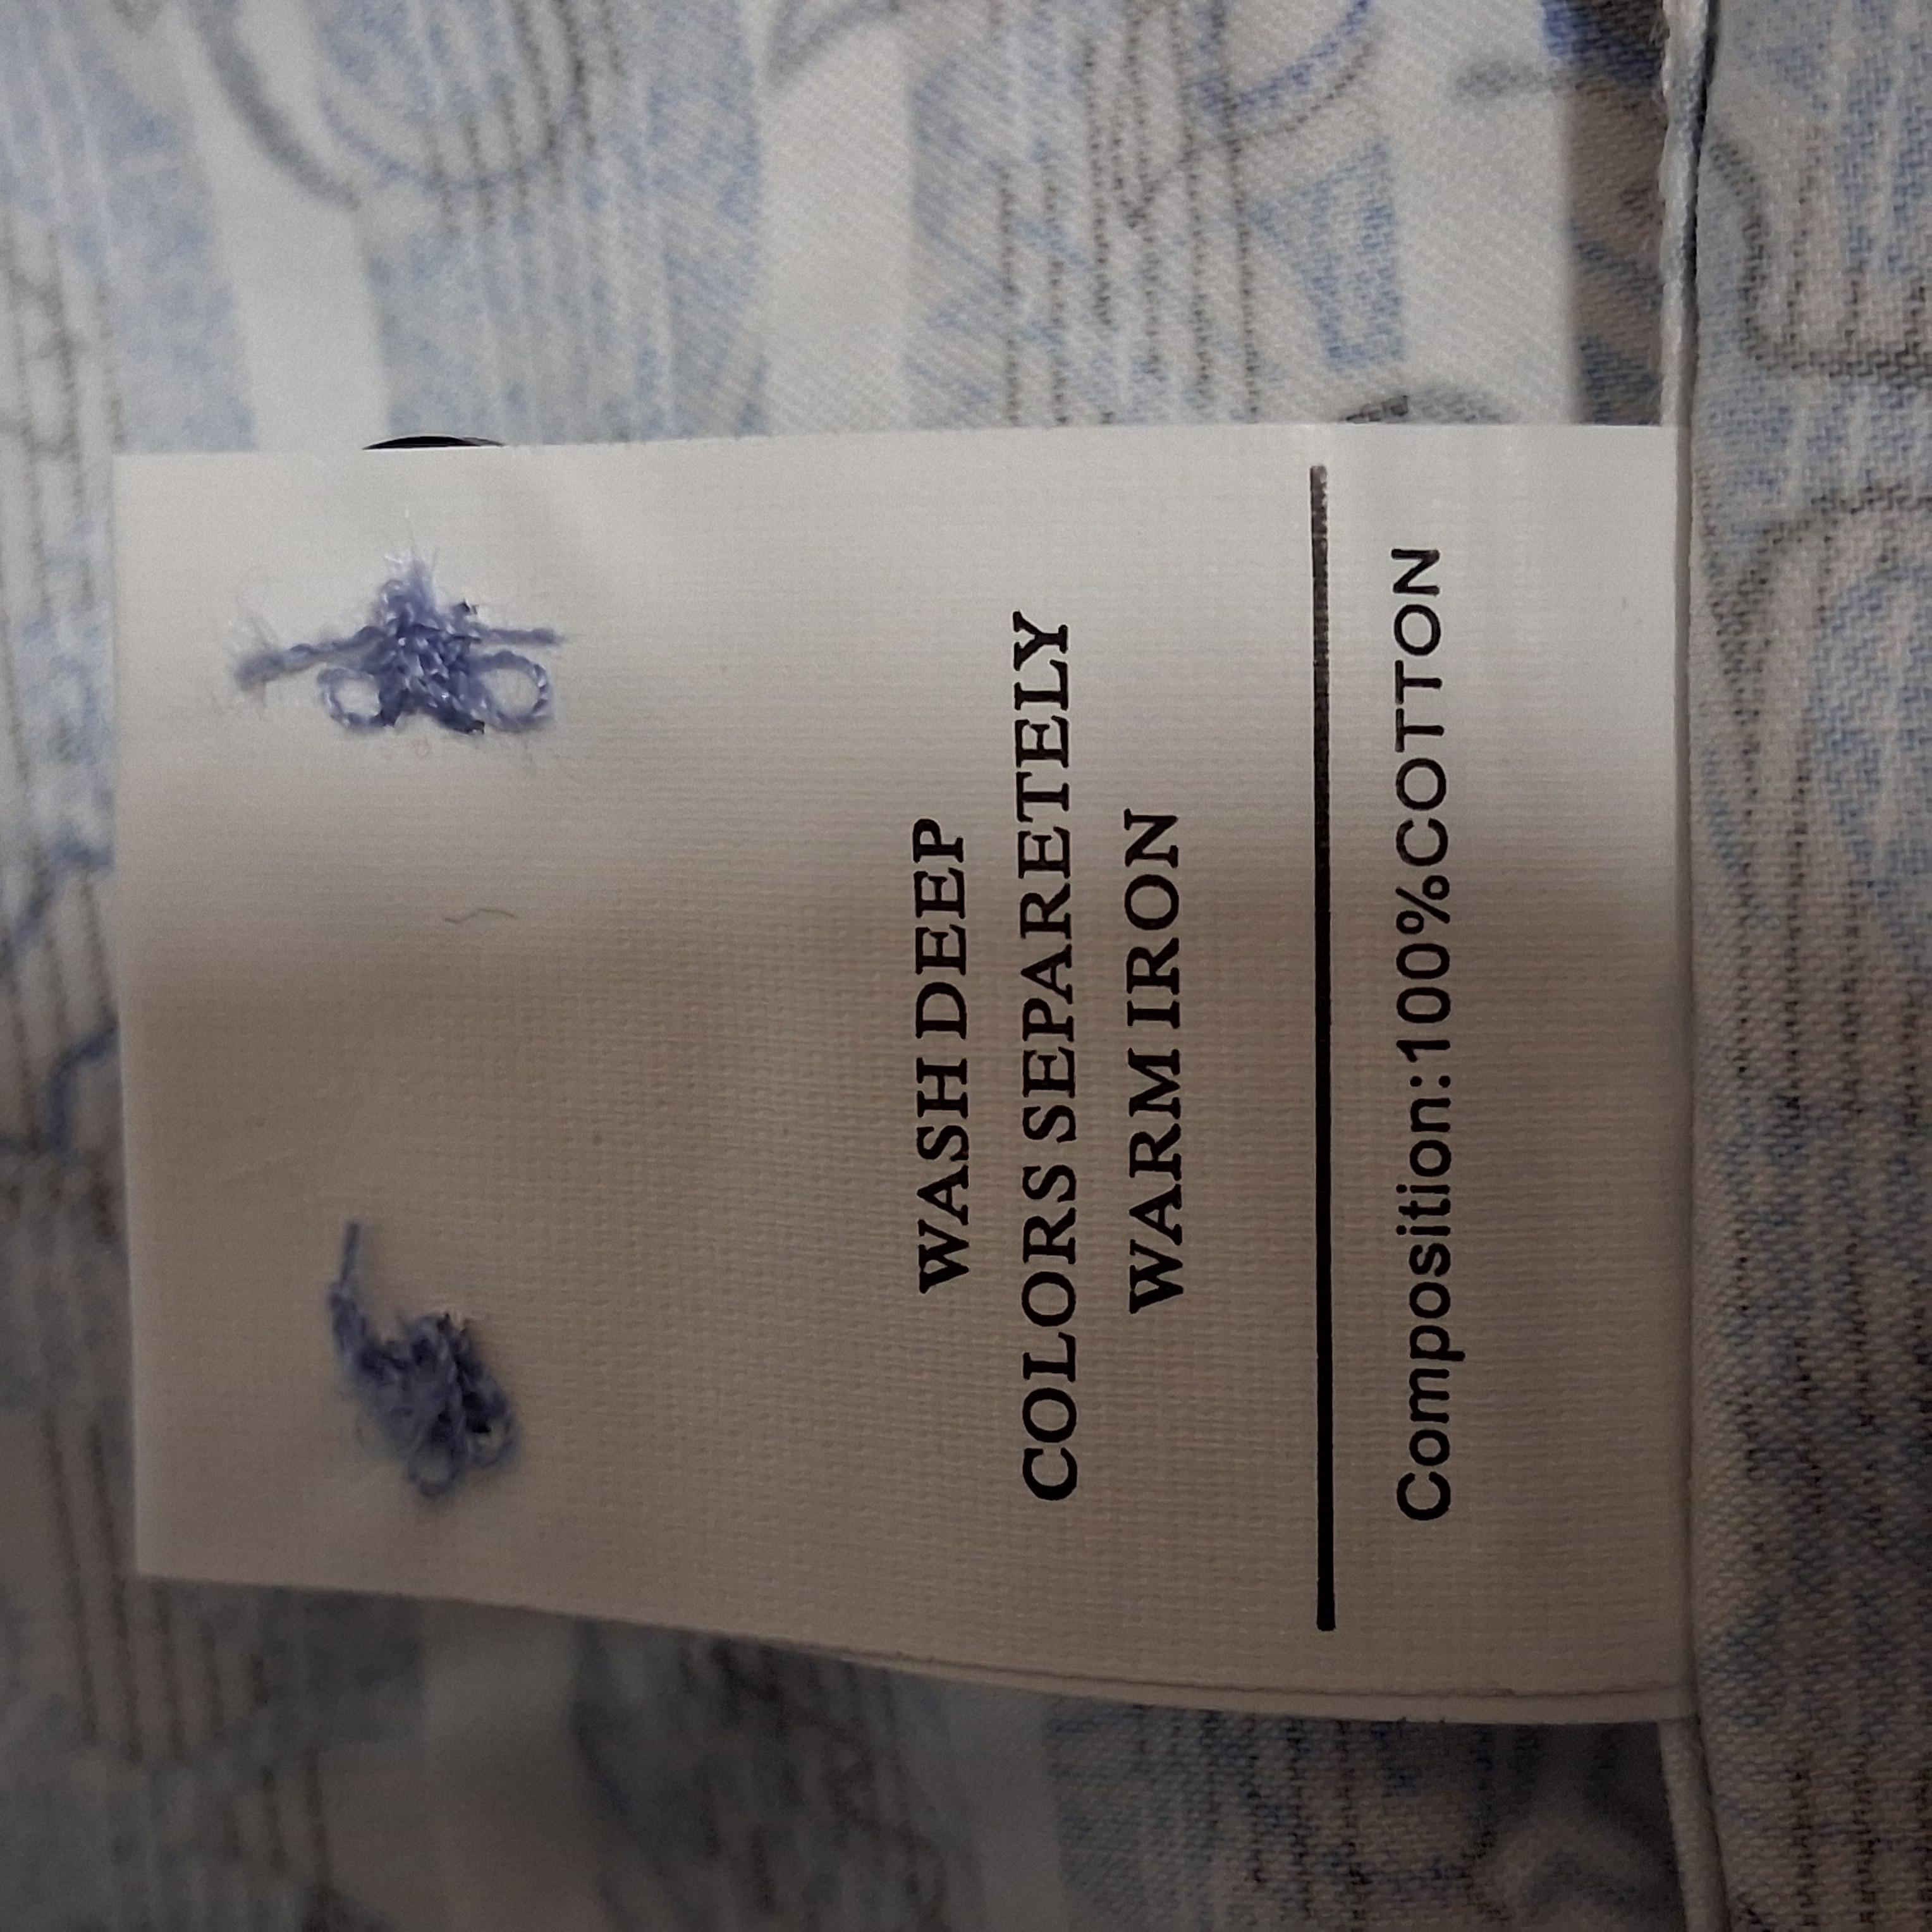 WASH DEEP
COLORS SEPARETELY
WARM IRON
Composition:100%COTTON